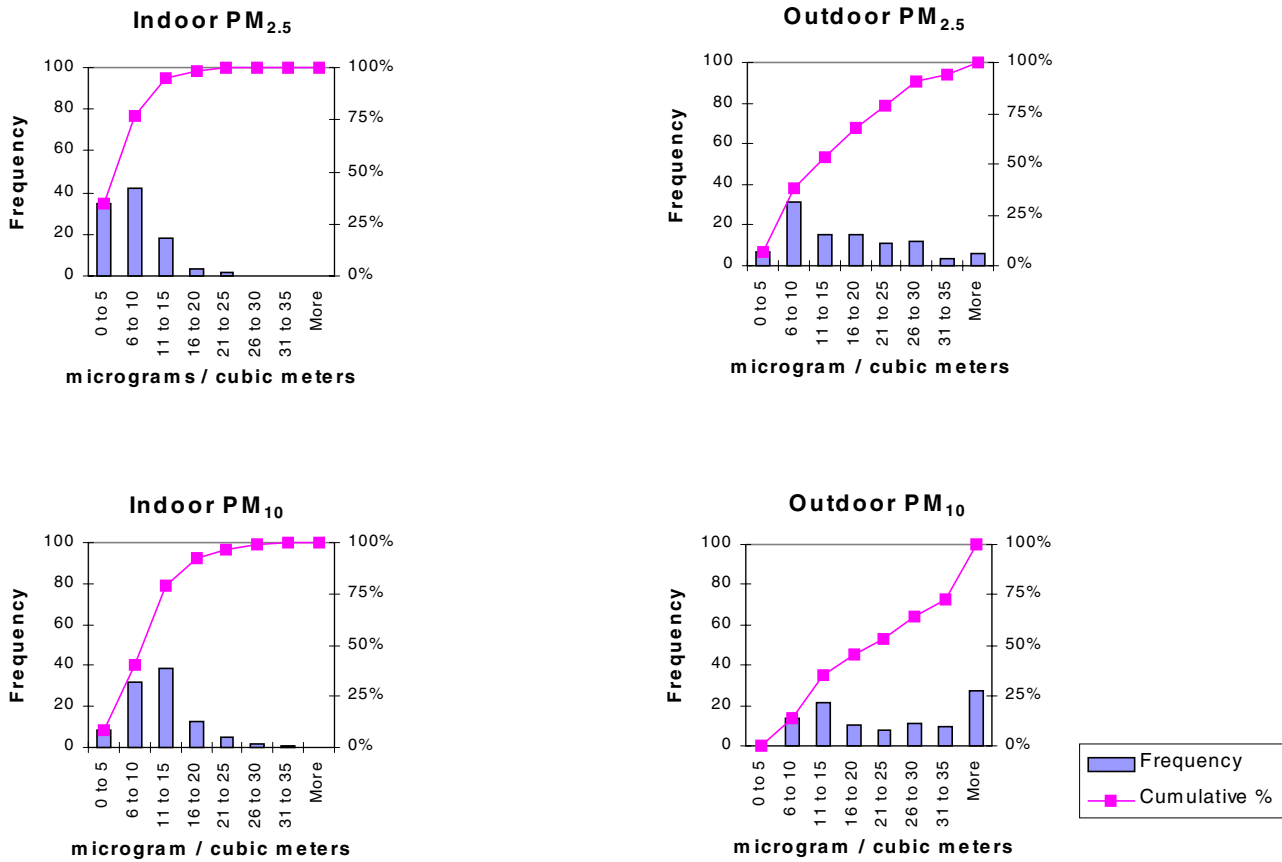 Indoor PM2.5
100
80
60
40
20
0
Frequency
100%
75%
50%
25%
0%
0 to 5
6 to 10
11 to 15
16 to 20
21 to 25
26 to 30
31 to 35
More
micrograms / cubic meters
Outdoor PM2.5
100
80
60
40
20
0
Frequency
100%
75%
50%
25%
0%
0 to 5
6 to 10
11 to 15
16 to 20
21 to 25
26 to 30
31 to 35
More
microgram / cubic meters
Indoor PM10
100
80
60
40
20
0
Frequency
100%
75%
50%
25%
0%
0 to 5
6 to 10
11 to 15
16 to 20
21 to 25
26 to 30
31 to 35
More
microgram / cubic meters
Outdoor PM10
100
80
60
40
20
0
Frequency
100%
75%
50%
25%
0%
0 to 5
6 to 10
11 to 15
16 to 20
21 to 25
26 to 30
31 to 35
More
microgram / cubic meters
Frequency
Cumulative %